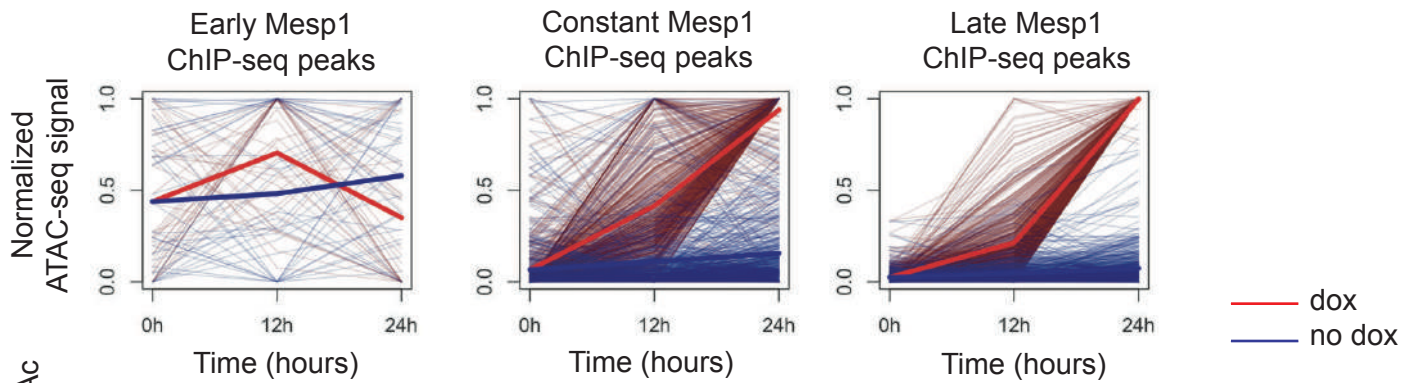 Early Mesp1
ChIP-seq peaks
Constant Mesp1
ChIP-seq peaks
Late Mesp1
ChIP-seq peaks
Normalized
ATAC-seq signal
1.0
0.5
0.0
0h
12h
24h
Time (hours)
1.0
0.5
0.0
0h
12h
24h
Time (hours)
1.0
0.5
0.0
0h
12h
24h
Time (hours)
dox
no dox
Ac